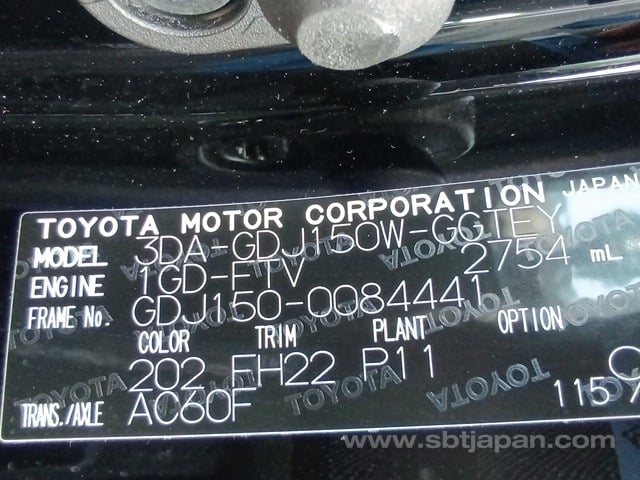 TOYOTA MOTOR CORPORATION JAPAN
MODEL 3DA-GDJ150W-GGTEY
ENGINE 1GD-FTV 2754 mL
FRAME No. GDJ150-0084441
COLOR TRIM PLANT OPTION
202 FH22 P11
TRANS./AXLE AC60F 115
www.sbtjapan.com